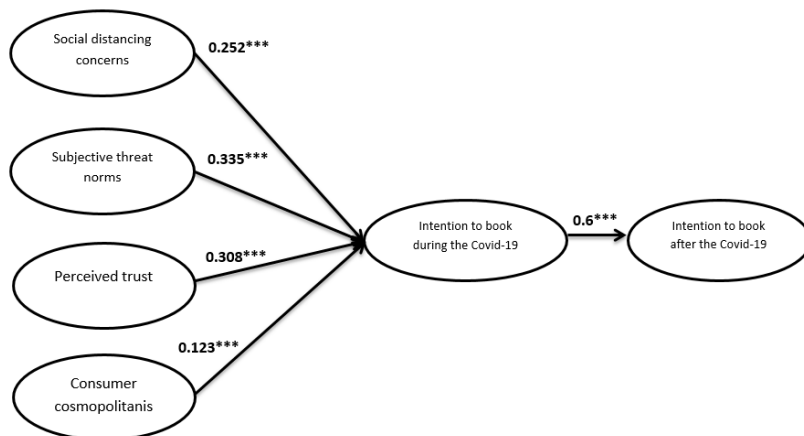 Social distancing
concerns
0.252***
Subjective threat
norms
0.335***
Perceived trust
0.308***
Consumer
cosmopolitanis
0.123***
Intention to book
during the Covid-19
0.6***
Intention to book
after the Covid-19